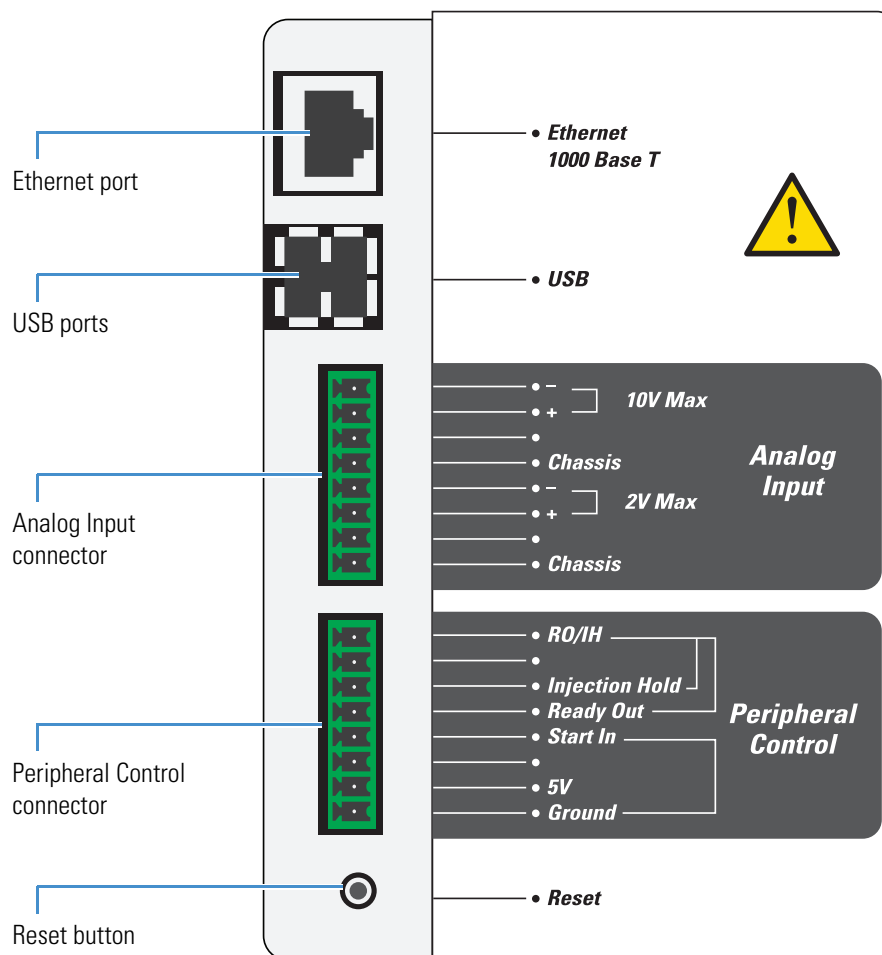 Ethernet port
USB ports
Analog Input
connector
Peripheral Control
connector
Reset button
• Ethernet
1000 Base T
!
• USB
• –
• +
10V Max
•
• Chassis
• –
• +
2V Max
•
• Chassis
Analog
Input
• RO/IH
•
• Injection Hold
• Ready Out
• Start In
•
• 5V
• Ground
Peripheral
Control
• Reset